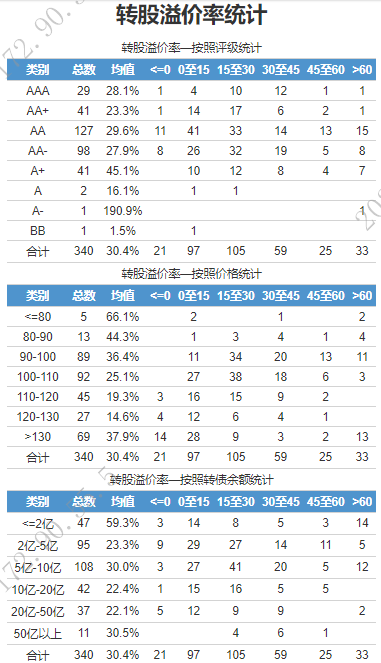 转股溢价率统计
转股溢价率—按照评级统计
类别 总数 均值 <=0 0至15 15至30 30至45 45至60 >60
AAA 29 28.1% 1 4 10 12 1 1
AA+ 41 23.3% 1 14 17 6 2 1
AA 127 29.6% 11 41 33 14 13 15
AA- 98 27.9% 8 26 32 19 5 8
A+ 41 45.1% 10 12 8 4 7
A 2 16.1% 1 1
A- 1 190.9% 1
BB 1 1.5% 1
合计 340 30.4% 21 97 105 59 25 33
转股溢价率—按照价格统计
类别 总数 均值 <=0 0至15 15至30 30至45 45至60 >60
<=80 5 66.1% 2 1 2
80-90 13 44.3% 1 3 4 1 4
90-100 89 36.4% 11 34 20 13 11
100-110 92 25.1% 27 38 18 6 3
110-120 45 19.3% 3 16 15 9 2
120-130 27 14.6% 4 12 6 4 1
>130 69 37.9% 14 28 9 3 2 13
合计 340 30.4% 21 97 105 59 25 33
转股溢价率—按照转债余额统计
类别 总数 均值 <=0 0至15 15至30 30至45 45至60 >60
<=2亿 47 59.3% 3 14 8 5 3 14
2亿-5亿 95 23.3% 9 29 27 14 11 5
5亿-10亿 108 30.0% 3 27 41 20 5 12
10亿-20亿 42 22.4% 1 15 16 5 5
20亿-50亿 37 22.1% 5 12 9 9 2
50亿以上 11 30.5% 4 6 1
合计 340 30.4% 21 97 105 59 25 33